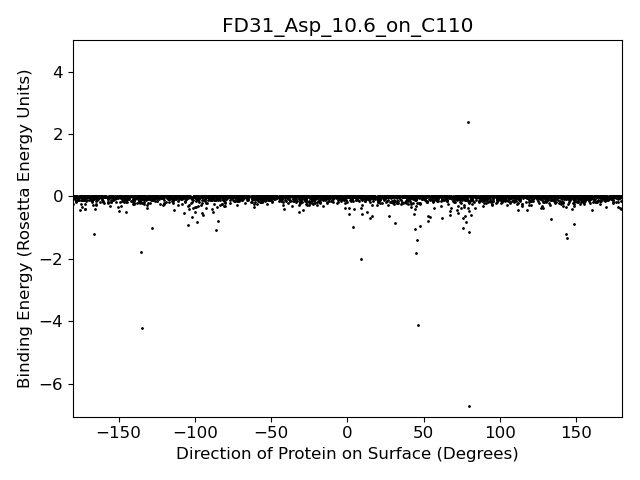 FD31_Asp_10.6_on_C110
Binding Energy (Rosetta Energy Units)
4
2
0
−2
−4
−6
−150 −100 −50 0 50 100 150
Direction of Protein on Surface (Degrees)